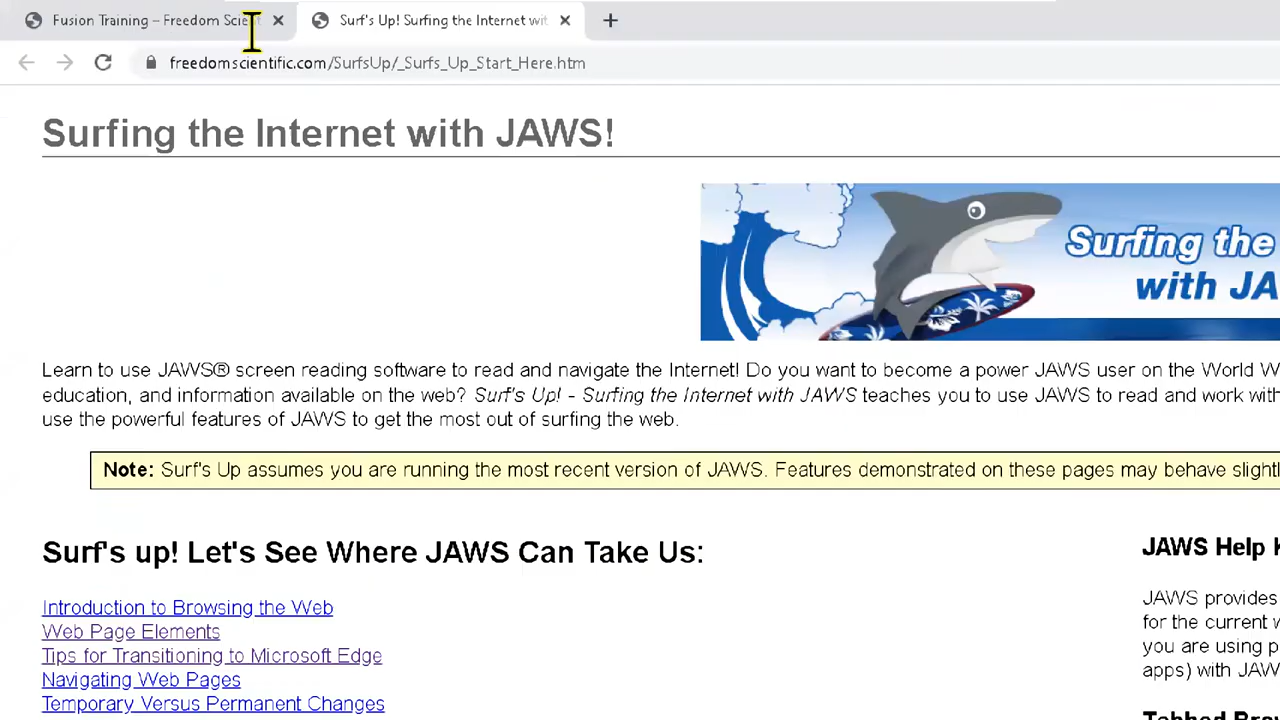 Fusion Training – Freedom Scient
Surf's Up! Surfing the Internet wit
freedomscientific.com/SurfsUp/_Surfs_Up_Start_Here.htm
Surfing the Internet with JAWS!
Surfing the
with JA
Learn to use JAWS® screen reading software to read and navigate the Internet! Do you want to become a power JAWS user on the World W
education, and information available on the web? Surf's Up! - Surfing the Internet with JAWS teaches you to use JAWS to read and work with
use the powerful features of JAWS to get the most out of surfing the web.
Note: Surf's Up assumes you are running the most recent version of JAWS. Features demonstrated on these pages may behave slightl
Surf's up! Let's See Where JAWS Can Take Us:
Introduction to Browsing the Web
Web Page Elements
Tips for Transitioning to Microsoft Edge
Navigating Web Pages
Temporary Versus Permanent Changes
JAWS Help K
JAWS provides
for the current w
you are using p
apps) with JAW
Tabbed Brow